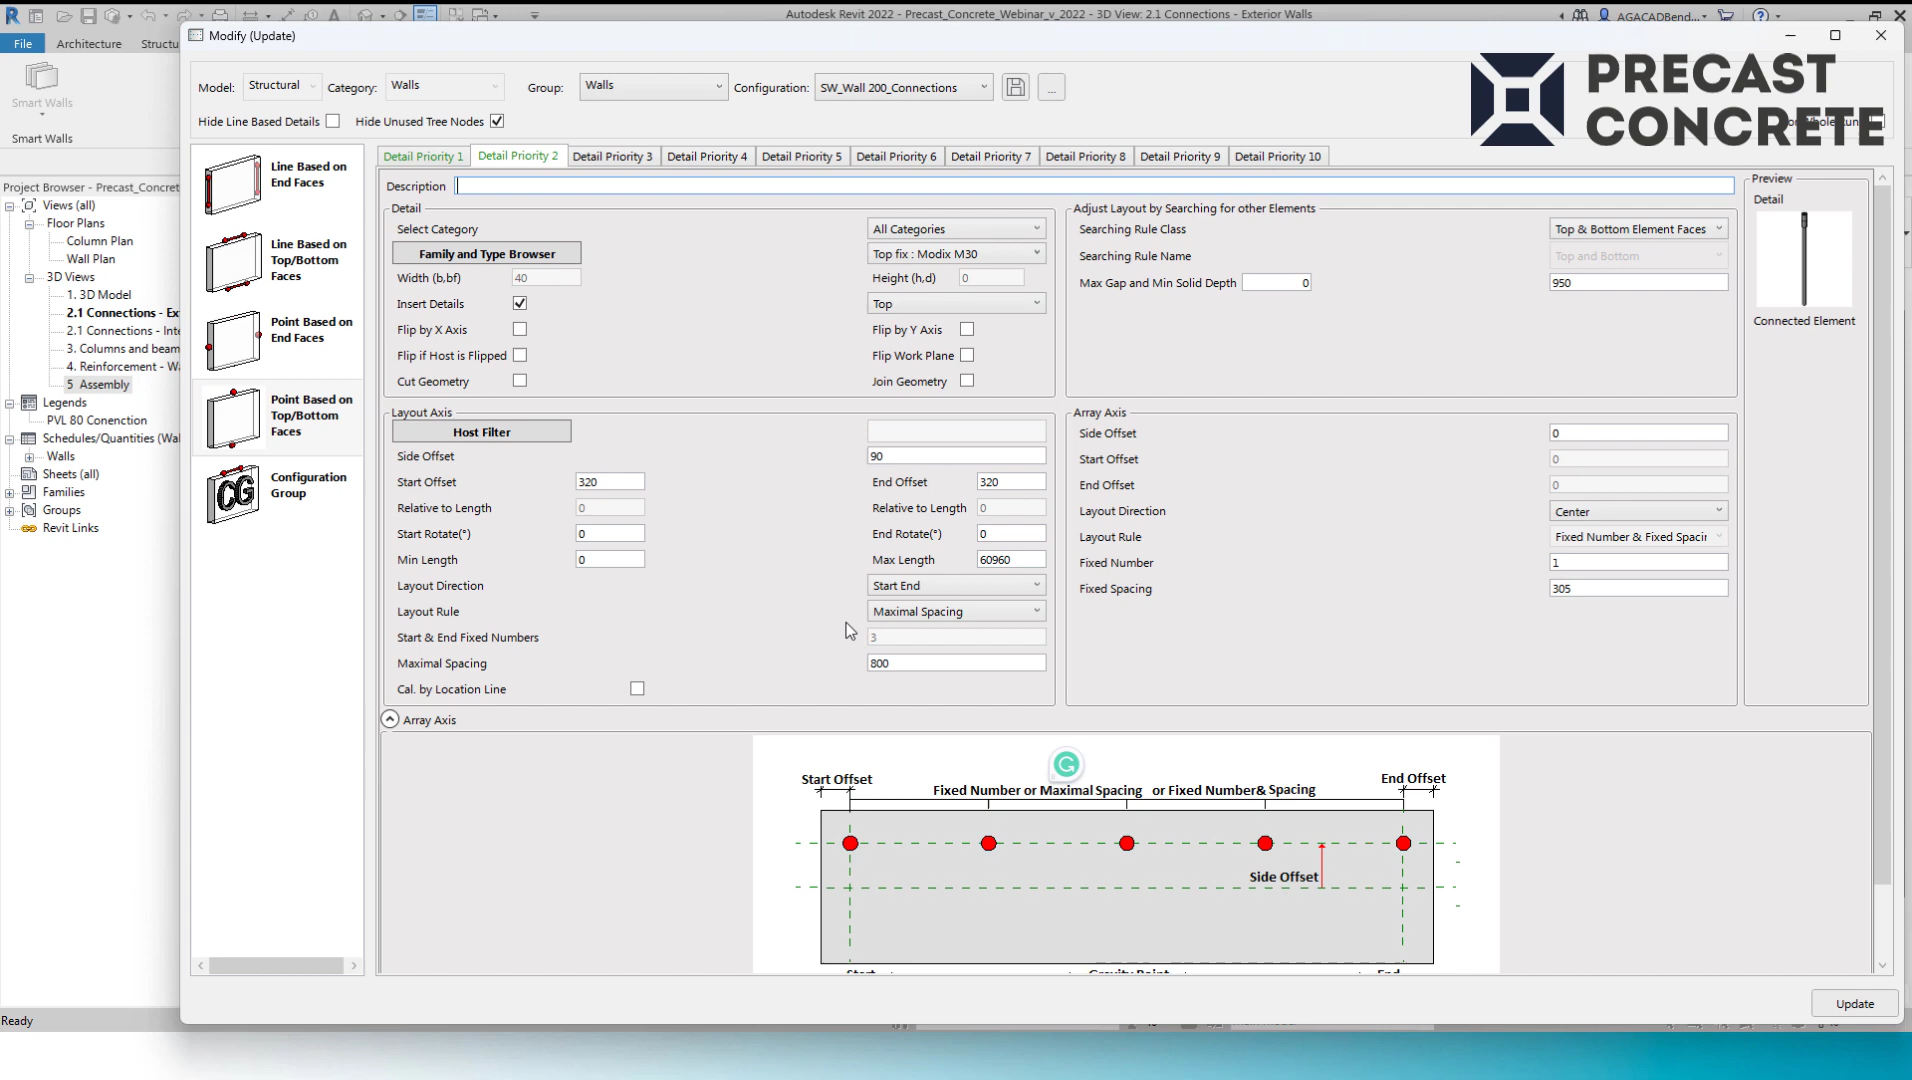 Autodesk Revit 2022 - Precast_Concrete_Webinar_v_2022 - 3D View: 2.1 Connections - Exterior Walls
AGACADBend...
File
Architecture
Structu
Smart Walls
Smart Walls
Project Browser - Precast_Concret
Views (all)
Floor Plans
Column Plan
Wall Plan
3D Views
1. 3D Model
2.1 Connections - Ex
2.1 Connections - Inte
3. Columns and beam
4. Reinforcement - Wa
5 Assembly
Legends
PVL 80 Conenction
Schedules/Quantities (Wal
Walls
Sheets (all)
Families
Groups
Revit Links
Ready
Modify (Update)
PRECAST
CONCRETE
Model:
Structural
Category:
Walls
Group:
Walls
Configuration:
SW_Wall 200_Connections
...
Hide Line Based Details
Hide Unused Tree Nodes
Line Based on
End Faces
Line Based on
Top/Bottom
Faces
Point Based on
End Faces
Point Based on
Top/Bottom
Faces
CG
Configuration
Group
Detail Priority 1
Detail Priority 2
Detail Priority 3
Detail Priority 4
Detail Priority 5
Detail Priority 6
Detail Priority 7
Detail Priority 8
Detail Priority 9
Detail Priority 10
Description
Detail
Select Category
All Categories
Family and Type Browser
Top fix : Modix M30
Width (b,bf)
40
Height (h,d)
0
Insert Details
Top
Flip by X Axis
Flip by Y Axis
Flip if Host is Flipped
Flip Work Plane
Cut Geometry
Join Geometry
Adjust Layout by Searching for other Elements
Searching Rule Class
Top & Bottom Element Faces
Searching Rule Name
Top and Bottom
Max Gap and Min Solid Depth
0
950
Preview
Detail
Connected Element
Layout Axis
Host Filter
Side Offset
90
Start Offset
320
End Offset
320
Relative to Length
0
Relative to Length
0
Start Rotate(°)
0
End Rotate(°)
0
Min Length
0
Max Length
60960
Layout Direction
Start End
Layout Rule
Maximal Spacing
Start & End Fixed Numbers
3
Maximal Spacing
800
Cal. by Location Line
Array Axis
Side Offset
0
Start Offset
0
End Offset
0
Layout Direction
Center
Layout Rule
Fixed Number & Fixed Spacir
Fixed Number
1
Fixed Spacing
305
Array Axis
Start Offset
Fixed Number or Maximal Spacing or Fixed Number& Spacing
End Offset
Side Offset
Start
Gravity Point
End
Update